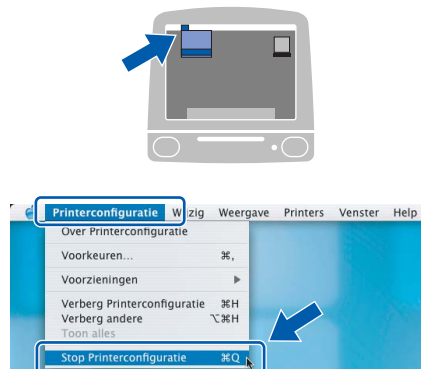 Printerconfiguratie Wijzig Weergave Printers Venster Help
Over Printerconfiguratie
Voorkeuren... ⌘,
Voorzieningen ▶
Verberg Printerconfiguratie ⌘H
Verberg andere ⌥⌘H
Toon alles
Stop Printerconfiguratie ⌘Q